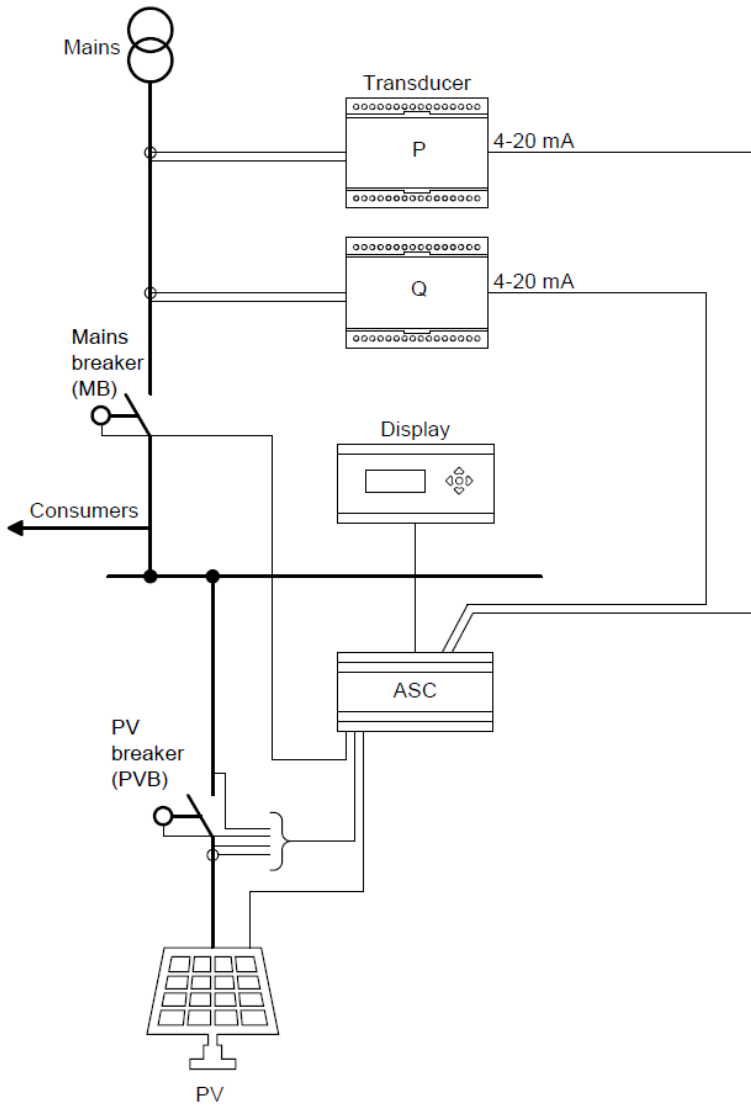 Mains
Transducer
P
4-20 mA
Q
4-20 mA
Mains
breaker
(MB)
Display
Consumers
ASC
PV
breaker
(PVB)
PV